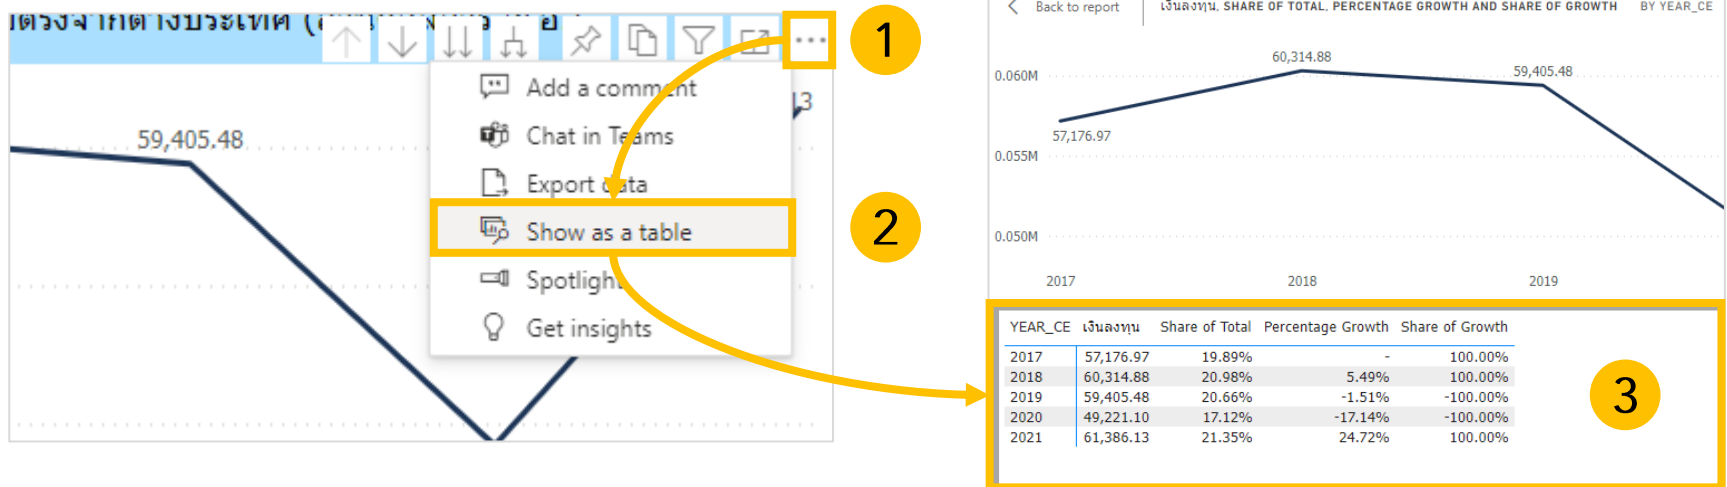 1
59,405.48
Add a comment
Chat in Teams
Export data
Show as a table
Spotlight
Get insights
2
Back to report
เงินลงทุน, SHARE OF TOTAL, PERCENTAGE GROWTH AND SHARE OF GROWTH BY YEAR_CE
0.060M
0.055M
0.050M
57,176.97
60,314.88
59,405.48
2017 2018 2019
YEAR_CE เงินลงทุน Share of Total Percentage Growth Share of Growth
2017 57,176.97 19.89% - 100.00%
2018 60,314.88 20.98% 5.49% 100.00%
2019 59,405.48 20.66% -1.51% -100.00%
2020 49,221.10 17.12% -17.14% -100.00%
2021 61,386.13 21.35% 24.72% 100.00%
3